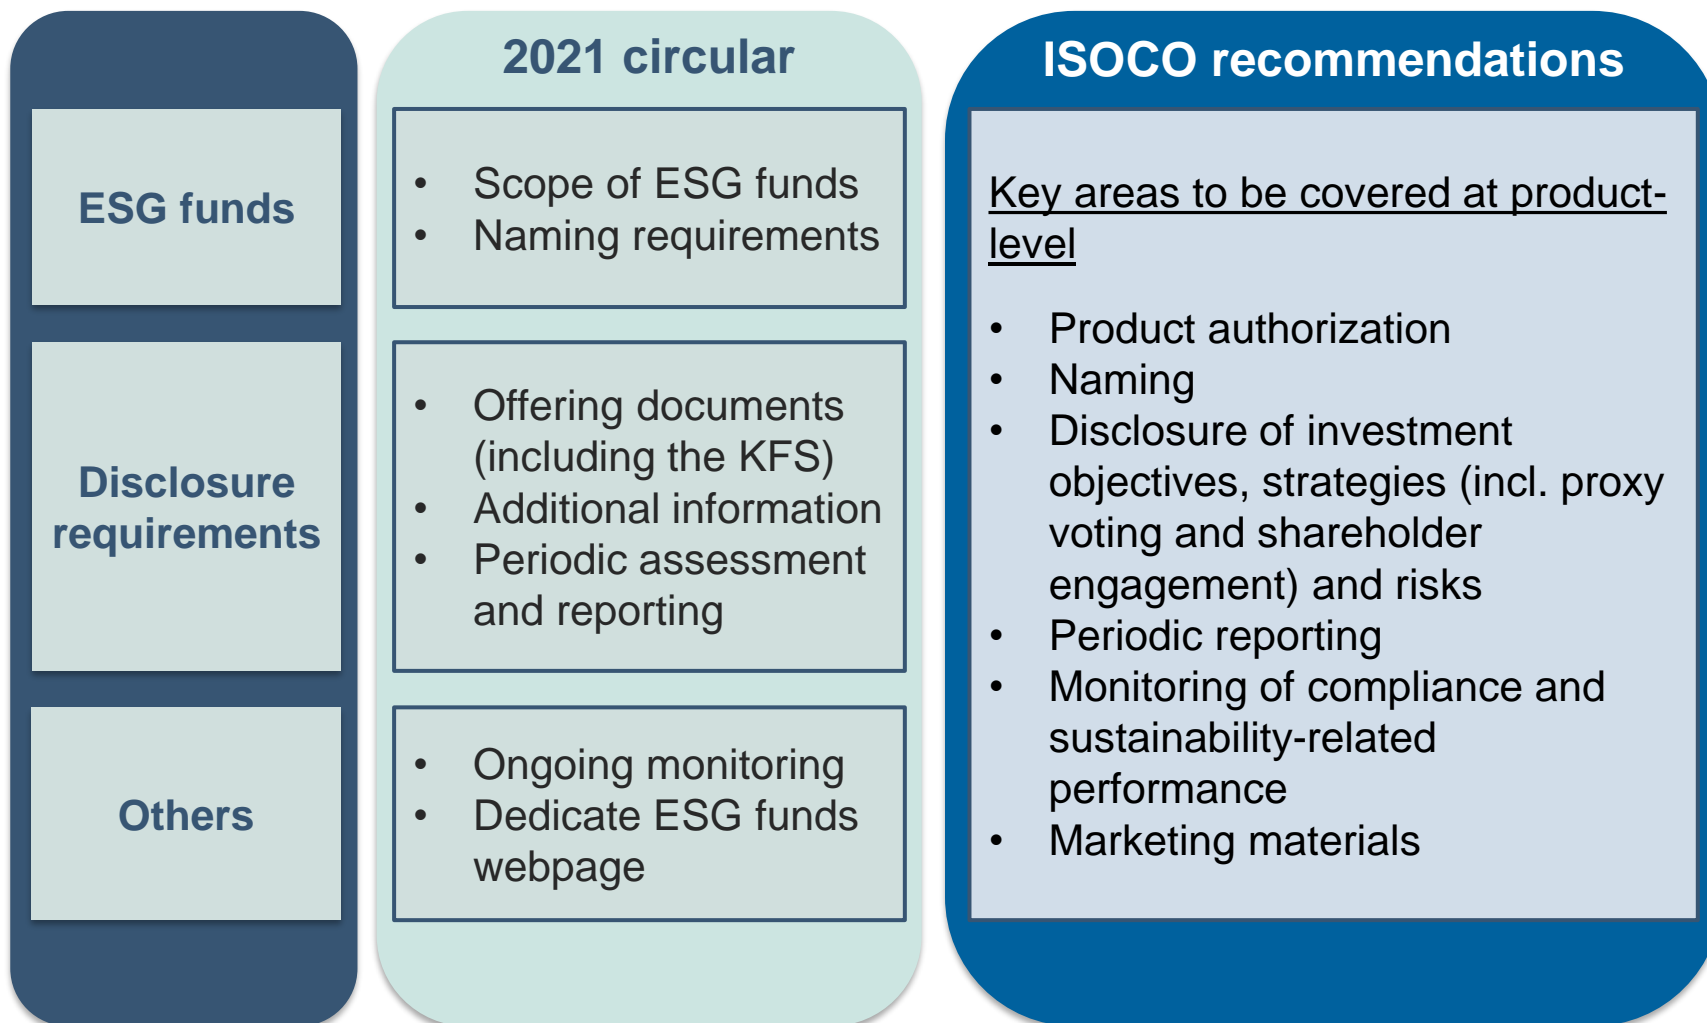 2021 circular
ISOCO recommendations
ESG funds
• Scope of ESG funds
• Naming requirements
Disclosure
requirements
• Offering documents
(including the KFS)
• Additional information
• Periodic assessment
and reporting
Others
• Ongoing monitoring
• Dedicate ESG funds
webpage
Key areas to be covered at product-
level
• Product authorization
• Naming
• Disclosure of investment
objectives, strategies (incl. proxy
voting and shareholder
engagement) and risks
• Periodic reporting
• Monitoring of compliance and
sustainability-related
performance
• Marketing materials